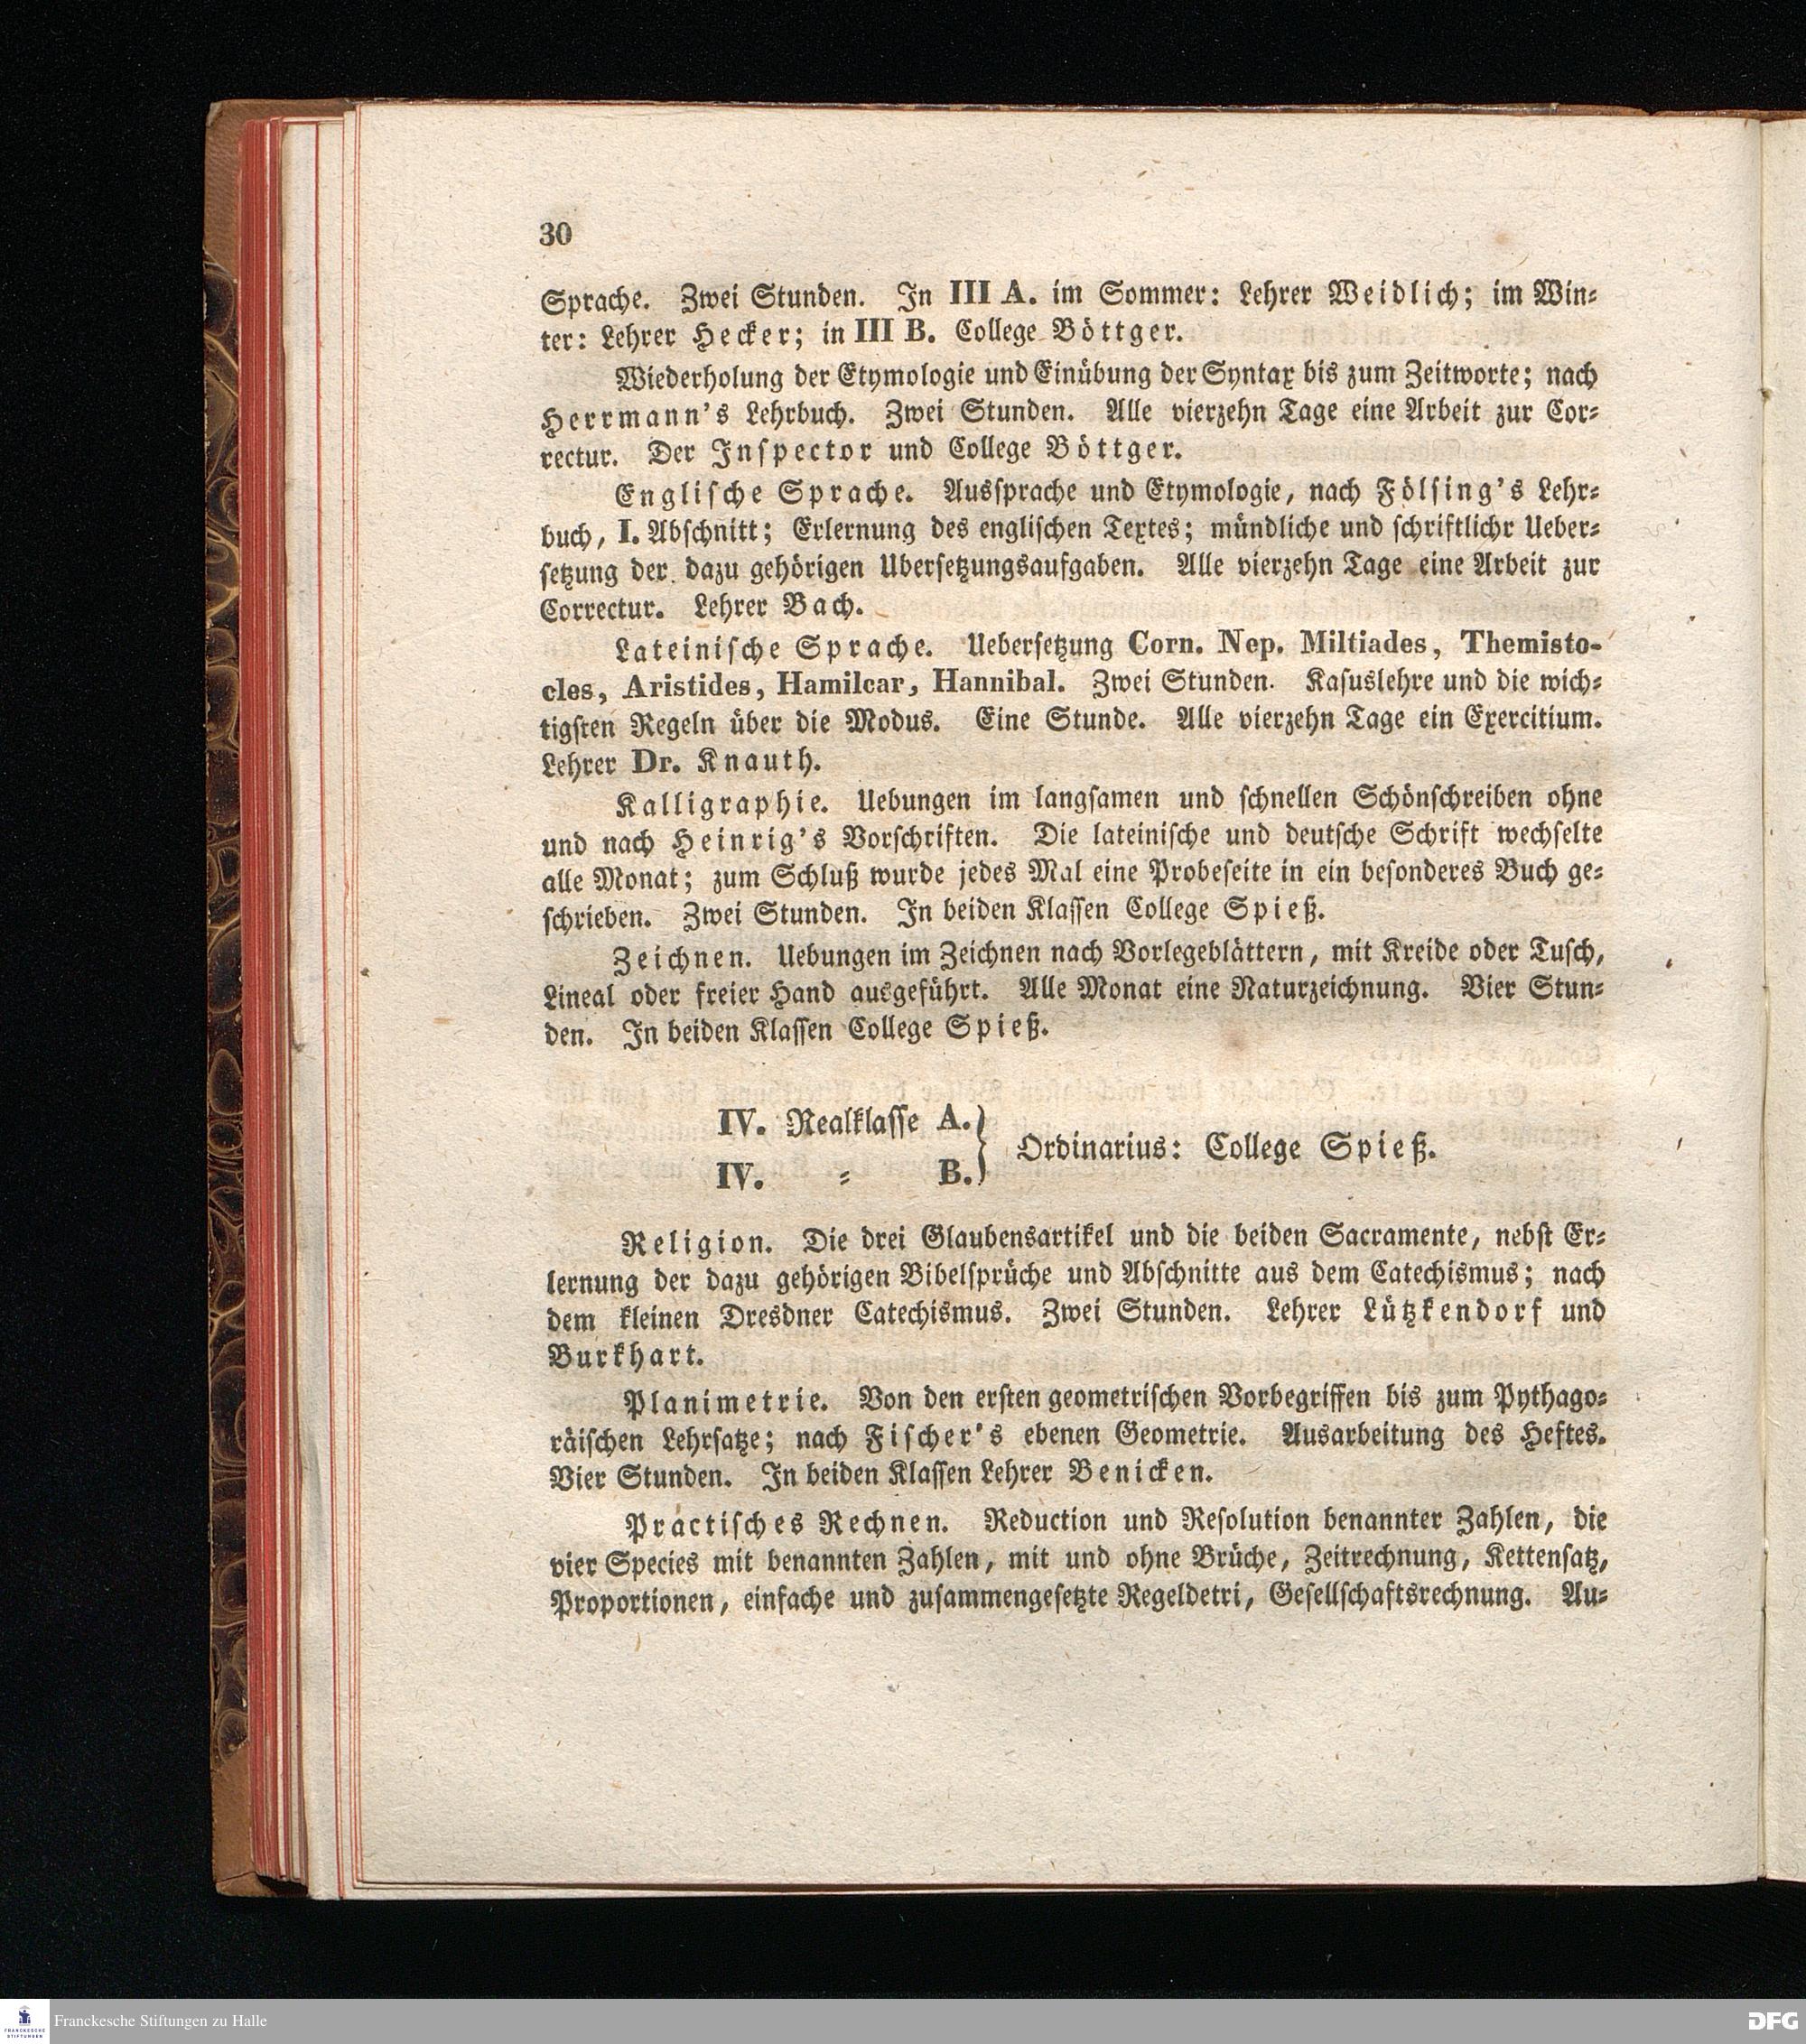 30
Sprache. Zwei Stunden. In III A. im Sommer: Lehrer Weidlich; im Win-
ter: Lehrer Hecker; in III B. College Böttger.
Wiederholung der Etymologie und Einübung der Syntax bis zum Zeitworte; nach
Herrmann's Lehrbuch. Zwei Stunden. Alle vierzehn Tage eine Arbeit zur Cor-
rectur. Der Inspector und College Böttger.
Englische Sprache. Aussprache und Etymologie, nach Fölsing's Lehr-
buch, I. Abschnitt; Erlernung des englischen Textes; mündliche und schriftlichr Ueber-
setzung der dazu gehörigen Ubersetzungsaufgaben. Alle vierzehn Tage eine Arbeit zur
Correctur. Lehrer Bach.
Lateinische Sprache. Uebersetzung Corn. Nep. Miltiades, Themisto-
cles, Aristides, Hamilcar, Hannibal. Zwei Stunden. Kasuslehre und die wich-
tigsten Regeln über die Modus. Eine Stunde. Alle vierzehn Tage ein Exercitium.
Lehrer Dr. Knauth.
Kalligraphie. Uebungen im langsamen und schnellen Schönschreiben ohne
und nach Heinrig's Vorschriften. Die lateinische und deutsche Schrift wechselte
alle Monat; zum Schluß wurde jedes Mal eine Probeseite in ein besonderes Buch ge-
schrieben. Zwei Stunden. In beiden Klassen College Spieß.
Zeichnen. Uebungen im Zeichnen nach Vorlegeblättern, mit Kreide oder Tusch,
Lineal oder freier Hand ausgeführt. Alle Monat eine Naturzeichnung. Vier Stun-
den. In beiden Klassen College Spieß.
IV. Realklasse A.
IV. = B. } Ordinarius: College Spieß.
Religion. Die drei Glaubensartikel und die beiden Sacramente, nebst Er-
lernung der dazu gehörigen Bibelsprüche und Abschnitte aus dem Catechismus; nach
dem kleinen Dresdner Catechismus. Zwei Stunden. Lehrer Lützkendorf und
Burkhart.
Planimetrie. Von den ersten geometrischen Vorbegriffen bis zum Pythago-
räischen Lehrsatze; nach Fischer's ebenen Geometrie. Ausarbeitung des Heftes.
Vier Stunden. In beiden Klassen Lehrer Benicken.
Practisches Rechnen. Reduction und Resolution benannter Zahlen, die
vier Species mit benannten Zahlen, mit und ohne Brüche, Zeitrechnung, Kettensatz,
Proportionen, einfache und zusammengesetzte Regeldetri, Gesellschaftsrechnung. Au-
FRANCKESCHE
STIFTUNGEN
Franckesche Stiftungen zu Halle
DFG